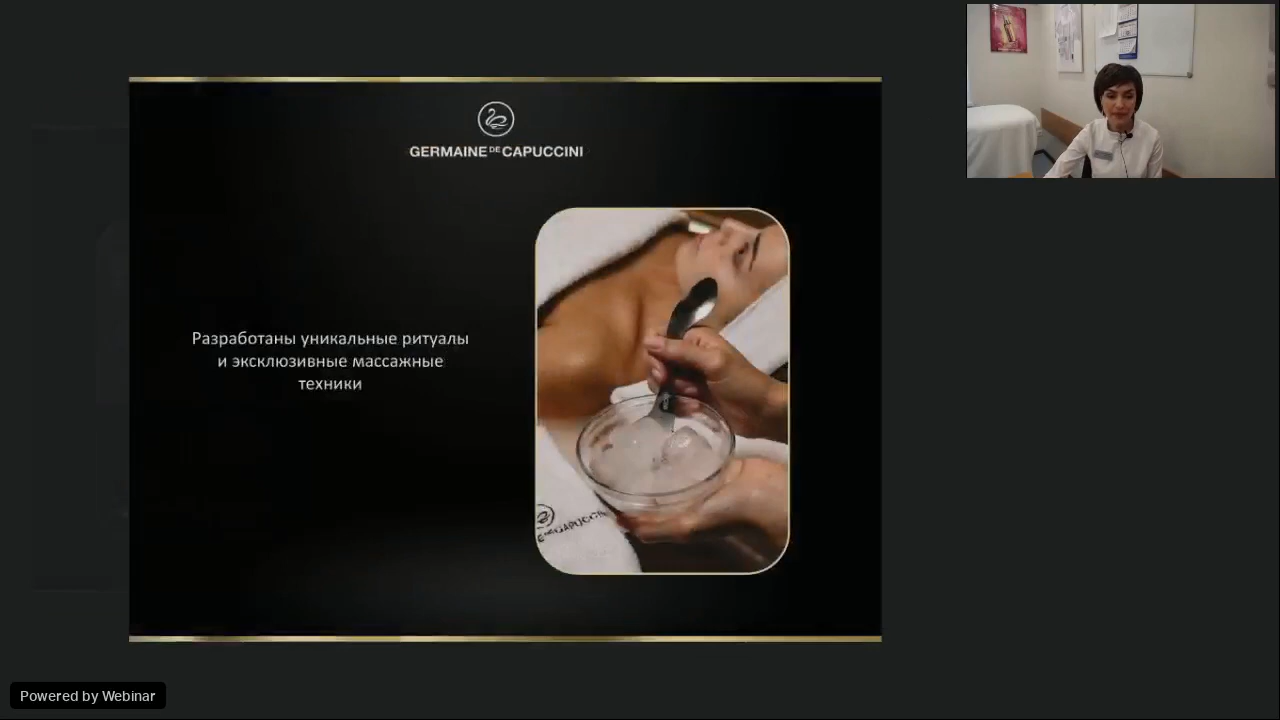 GERMAINE DE CAPUCCINI
Разработаны уникальные ритуалы
и эксклюзивные массажные
техники
Powered by Webinar